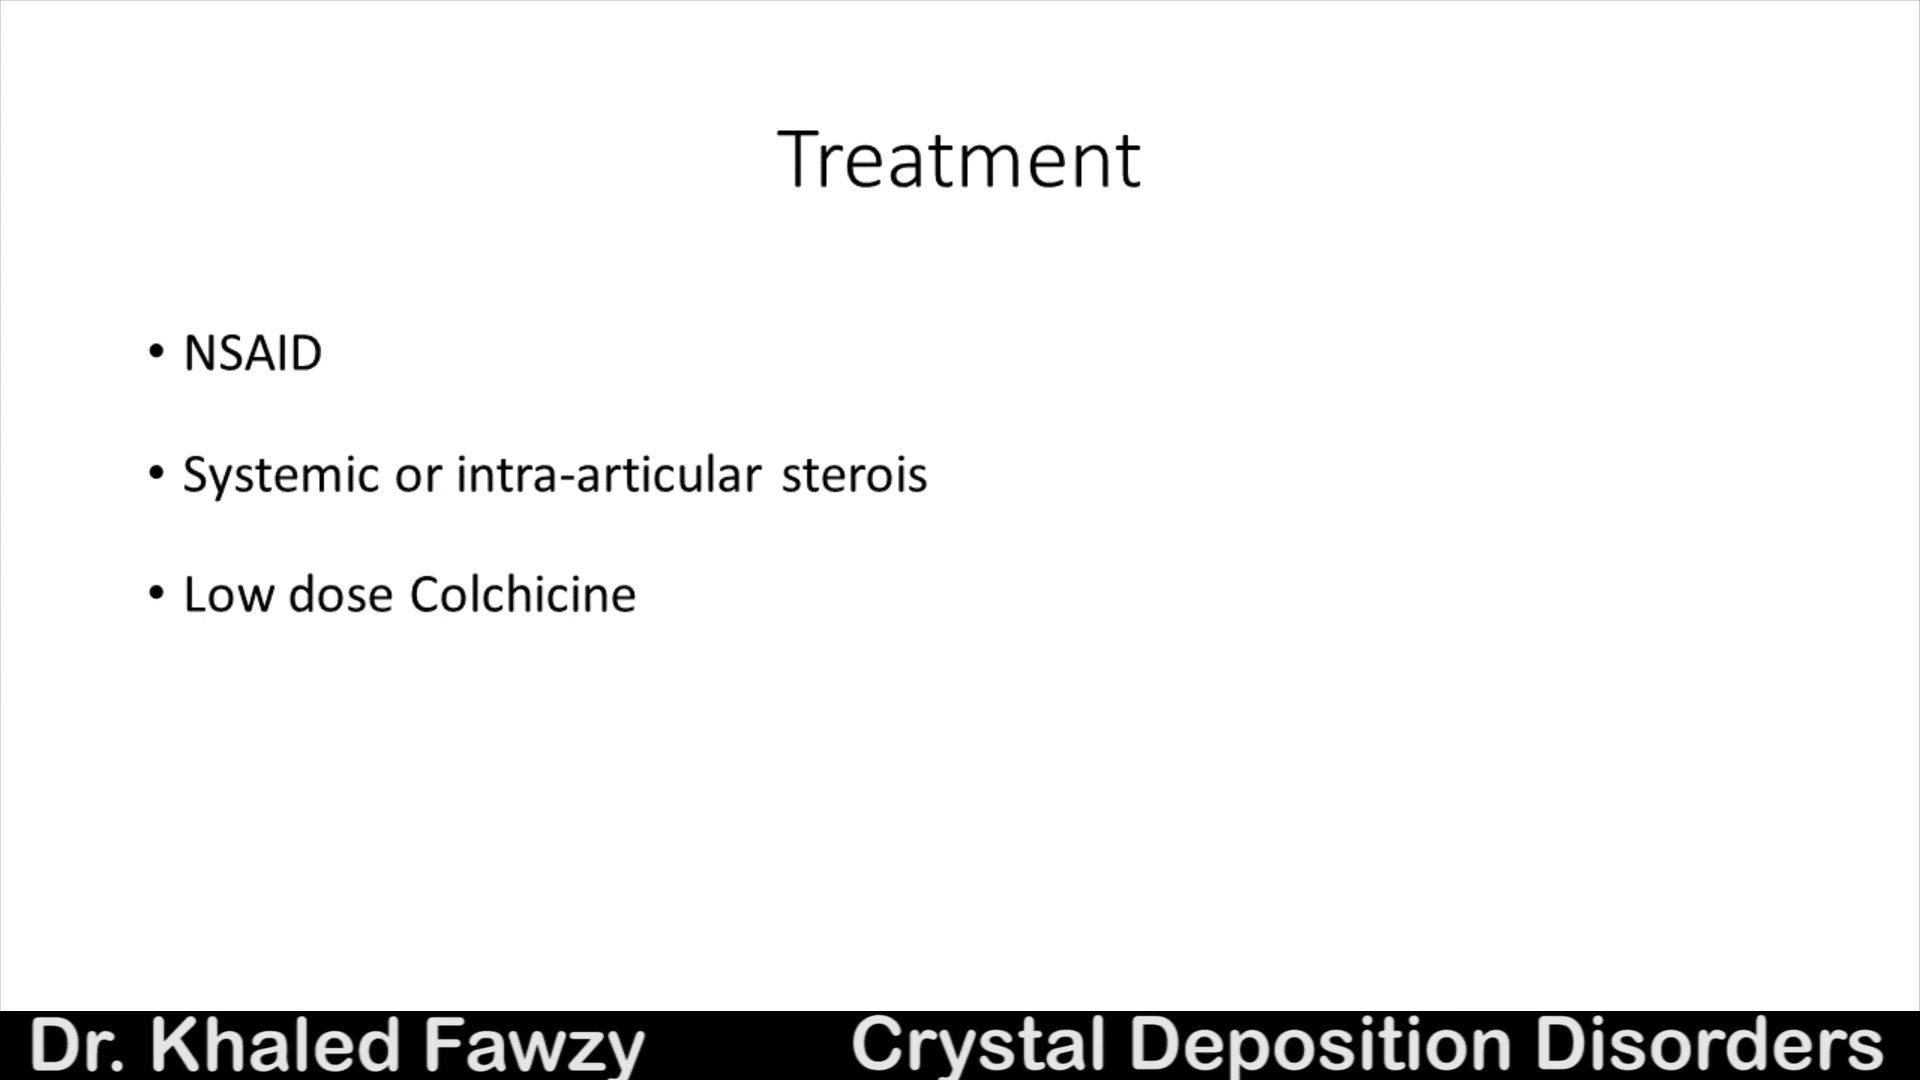 Treatment
• NSAID
• Systemic or intra-articular sterois
• Low dose Colchicine
Dr. Khaled Fawzy
Crystal Deposition Disorders